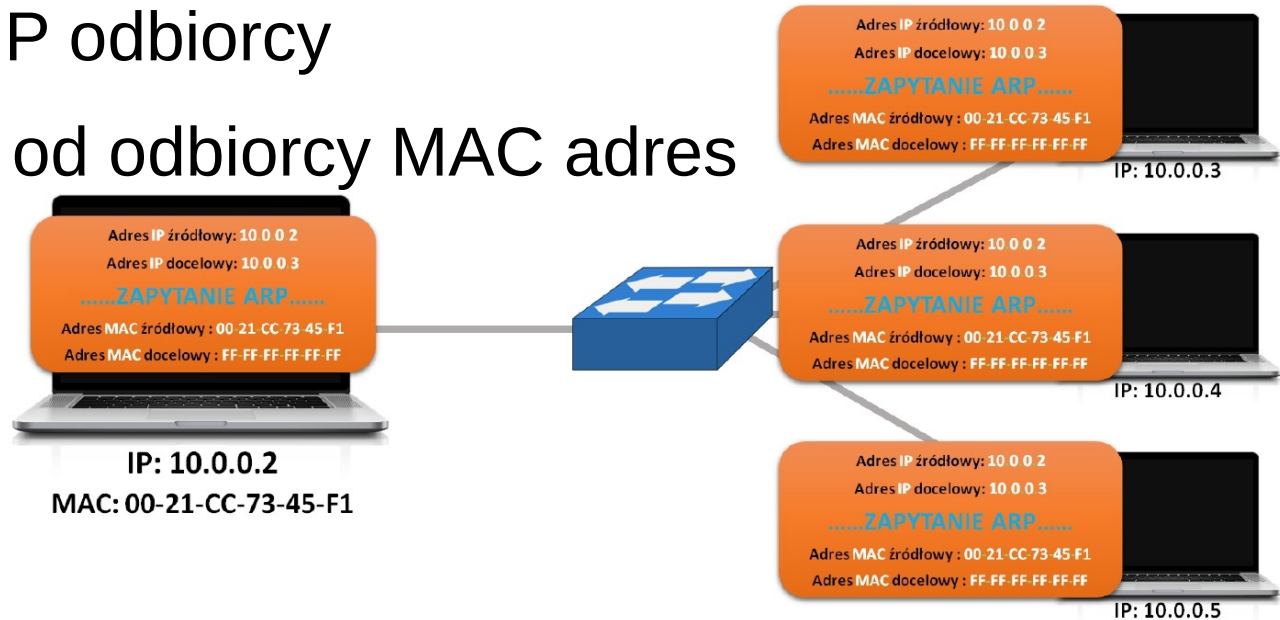 P odbiorcy
od odbiorcy MAC adres
Adres IP źródłowy: 10.0.0.2
Adres IP docelowy: 10.0.0.3
......ZAPYTANIE ARP......
Adres MAC źródłowy : 00-21-CC-73-45-F1
Adres MAC docelowy : FF-FF-FF-FF-FF-FF
IP: 10.0.0.2
MAC: 00-21-CC-73-45-F1
Adres IP źródłowy: 10.0.0.2
Adres IP docelowy: 10.0.0.3
......ZAPYTANIE ARP......
Adres MAC źródłowy : 00-21-CC-73-45-F1
Adres MAC docelowy : FF-FF-FF-FF-FF-FF
IP: 10.0.0.3
Adres IP źródłowy: 10.0.0.2
Adres IP docelowy: 10.0.0.3
......ZAPYTANIE ARP......
Adres MAC źródłowy : 00-21-CC-73-45-F1
Adres MAC docelowy : FF-FF-FF-FF-FF-FF
IP: 10.0.0.4
Adres IP źródłowy: 10.0.0.2
Adres IP docelowy: 10.0.0.3
......ZAPYTANIE ARP......
Adres MAC źródłowy : 00-21-CC-73-45-F1
Adres MAC docelowy : FF-FF-FF-FF-FF-FF
IP: 10.0.0.5